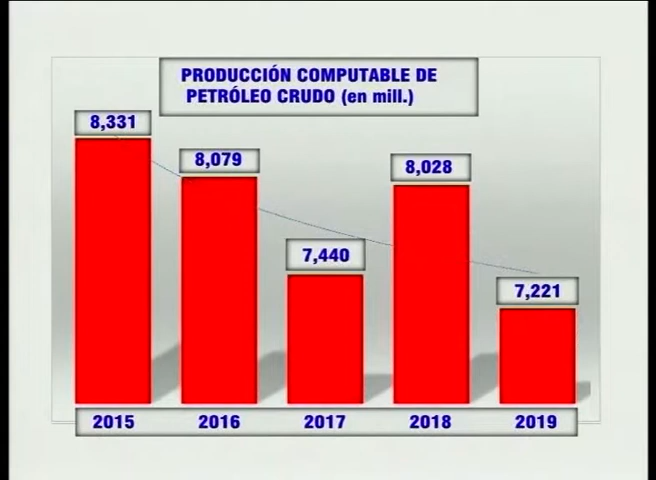 PRODUCCIÓN COMPUTABLE DE
PETRÓLEO CRUDO (en mill.)
8,331
8,079
7,440
8,028
7,221
2015 2016 2017 2018 2019